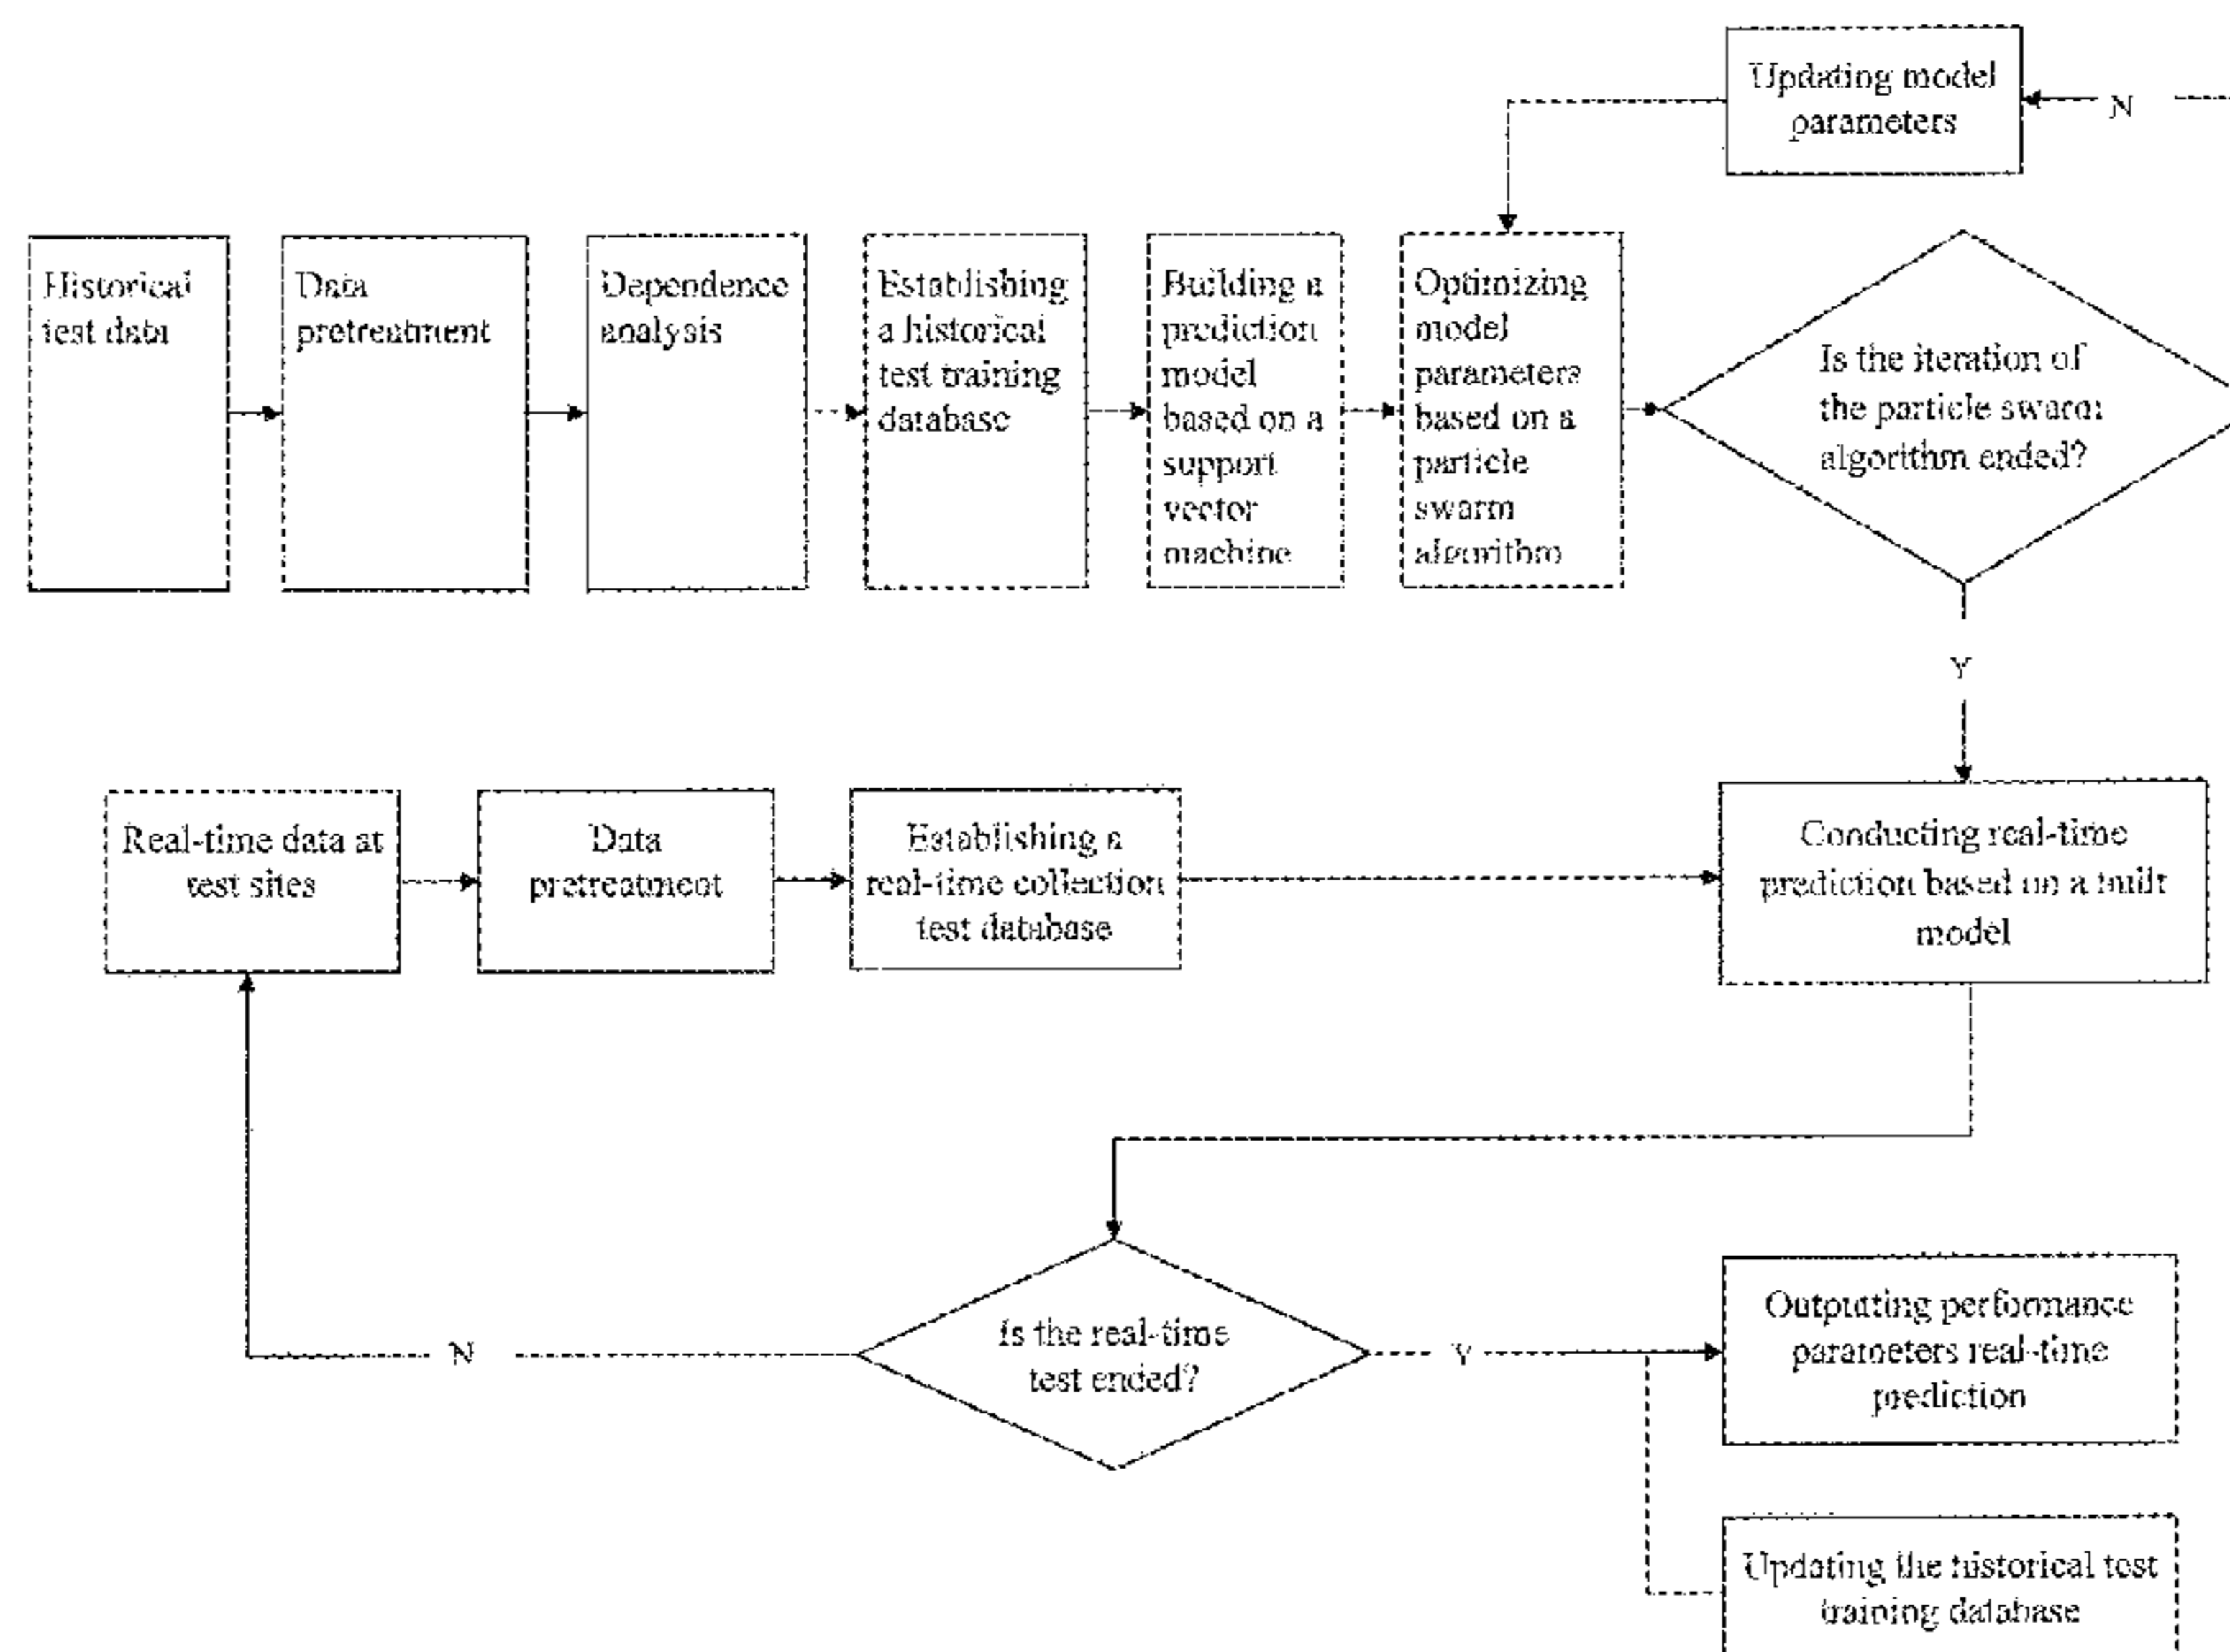 Updating model
parameters
N
Historical
test data
Data
pretreatment
Dependence
analysis
Establishing
a historical
test training
database
Building a
prediction
model
based on a
support
vector
machine
Optimizing
model
parameters
based on a
particle
swarm
algorithm
Is the iteration of
the particle swarm
algorithm ended?
Y
Real-time data at
test sites
Data
pretreatment
Establishing a
real-time collection
test database
Conducting real-time
prediction based on a built
model
Is the real-time
test ended?
N
Y
Outputting performance
parameters real-time
prediction
Updating the historical test
training database